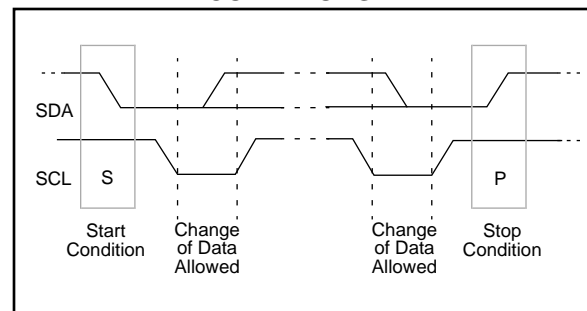 SDA
SCL
S
P
Start
Condition
Change
of Data
Allowed
Change
of Data
Allowed
Stop
Condition